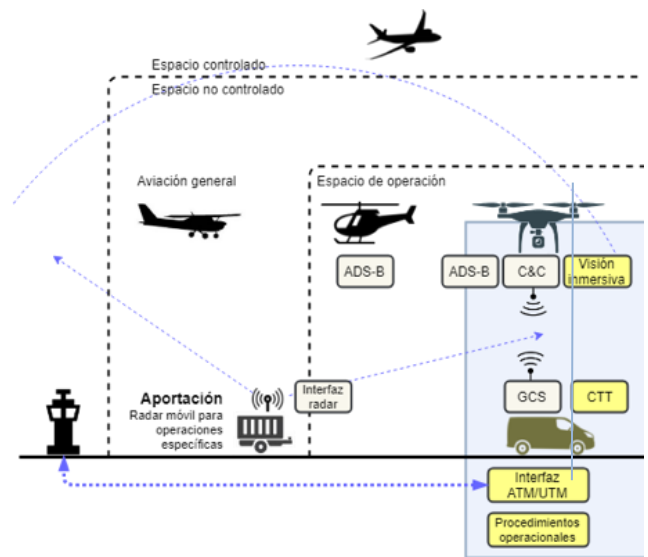 Espacio controlado
Espacio no controlado
Aviación general
Espacio de operación
ADS-B
ADS-B
C&C
Visión
inmersiva
Aportación
Radar móvil para
operaciones
específicas
Interfaz
radar
GCS
CTT
Interfaz
ATM/UTM
Procedimientos
operacionales